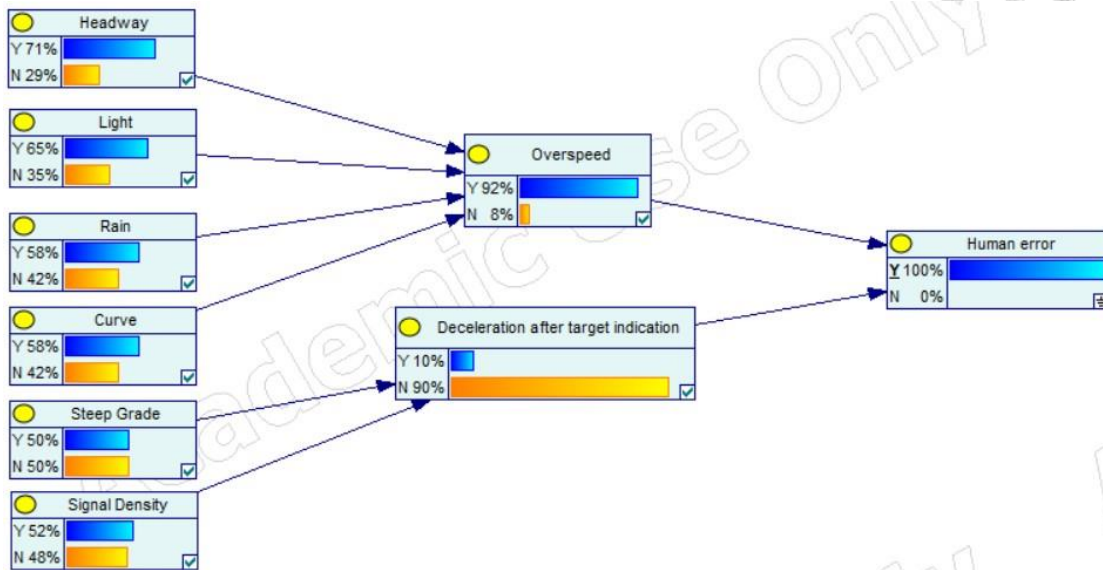 Headway
Y 71%
N 29%
Light
Y 65%
N 35%
Rain
Y 58%
N 42%
Curve
Y 58%
N 42%
Steep Grade
Y 50%
N 50%
Signal Density
Y 52%
N 48%
Overspeed
Y 92%
N 8%
Deceleration after target indication
Y 10%
N 90%
Human error
Y 100%
N 0%
Academic Use Only